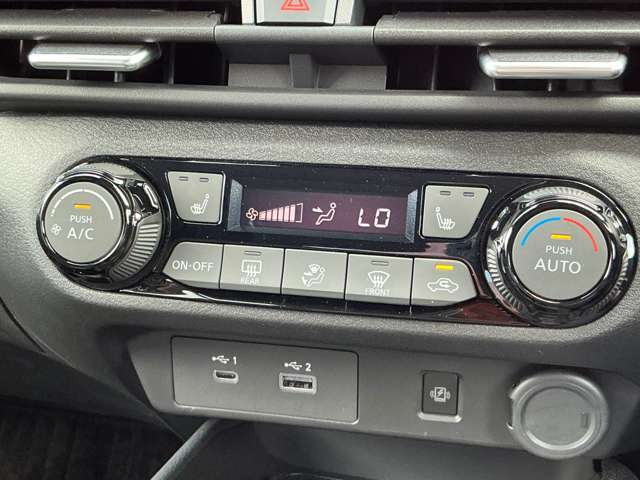 PUSH
A/C
LO
PUSH
AUTO
ON·OFF
REAR
FRONT
1
2